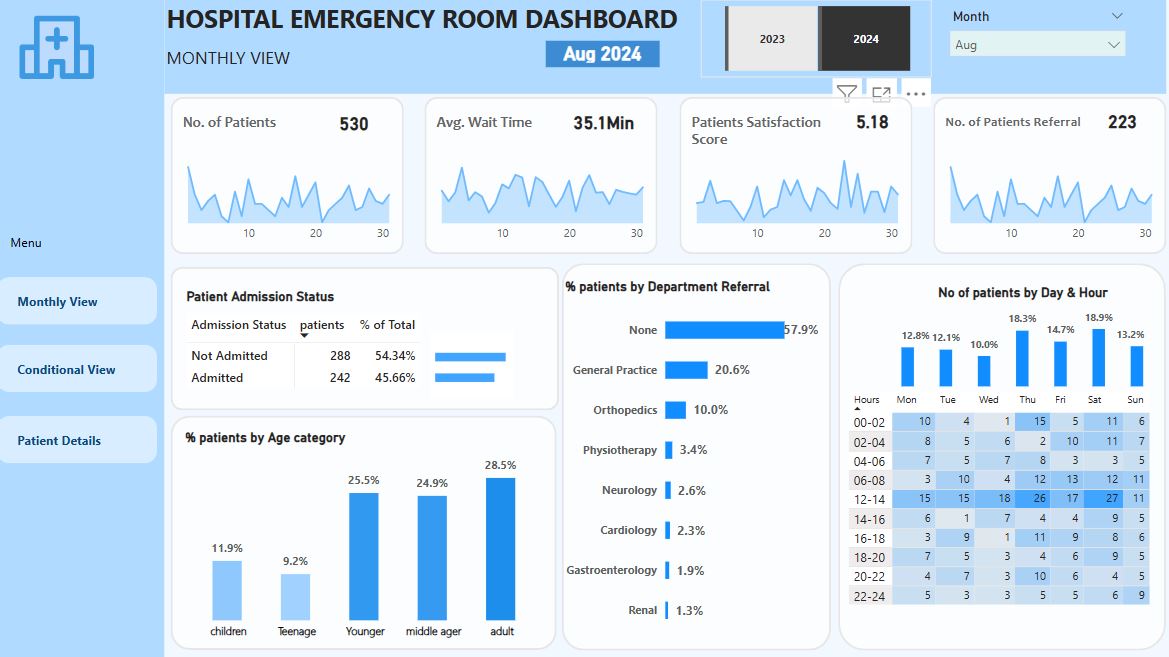 HOSPITAL EMERGENCY ROOM DASHBOARD
MONTHLY VIEW
Aug 2024
2023 2024
Month
Aug
No. of Patients 530
10 20 30
Avg. Wait Time 35.1Min
10 20 30
Patients Satisfaction Score 5.18
10 20 30
No. of Patients Referral 223
10 20 30
Menu
Monthly View
Conditional View
Patient Details
Patient Admission Status
Admission Status patients % of Total
Not Admitted 288 54.34%
Admitted 242 45.66%
% patients by Age category
11.9% 9.2% 25.5% 24.9% 28.5%
children Teenage Younger middle ager adult
% patients by Department Referral
None 57.9%
General Practice 20.6%
Orthopedics 10.0%
Physiotherapy 3.4%
Neurology 2.6%
Cardiology 2.3%
Gastroenterology 1.9%
Renal 1.3%
No of patients by Day & Hour
12.8% 12.1% 10.0% 18.3% 14.7% 18.9% 13.2%
Hours Mon Tue Wed Thu Fri Sat Sun
00-02 10 4 1 15 5 11 6
02-04 8 5 6 2 10 11 7
04-06 7 5 7 8 3 3 5
06-08 3 10 4 12 13 12 11
12-14 15 15 18 26 17 27 11
14-16 6 1 7 4 4 9 5
16-18 3 9 1 11 9 8 6
18-20 7 5 3 4 6 9 5
20-22 4 7 3 10 6 4 5
22-24 5 3 3 5 5 6 9